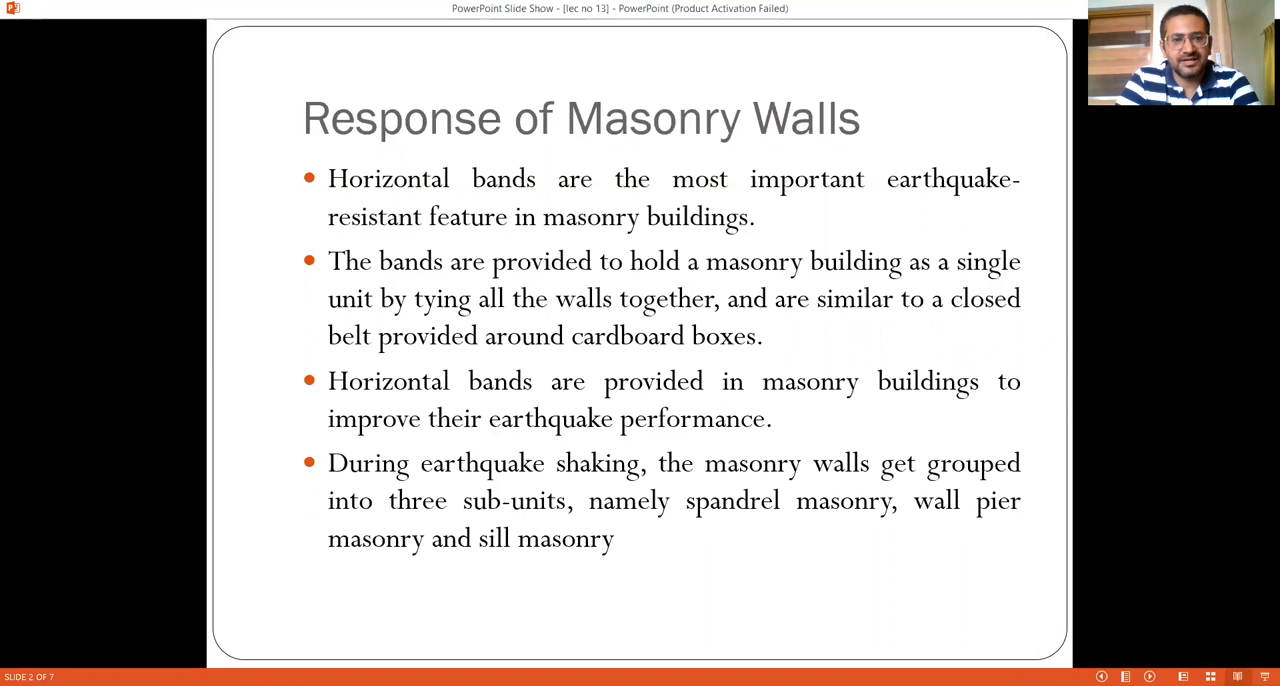 PowerPoint Slide Show - [lec no 13] - PowerPoint (Product Activation Failed)
Response of Masonry Walls
Horizontal bands are the most important earthquake-
resistant feature in masonry buildings.
The bands are provided to hold a masonry building as a single
unit by tying all the walls together, and are similar to a closed
belt provided around cardboard boxes.
Horizontal bands are provided in masonry buildings to
improve their earthquake performance.
During earthquake shaking, the masonry walls get grouped
into three sub-units, namely spandrel masonry, wall pier
masonry and sill masonry
SLIDE 2 OF 7